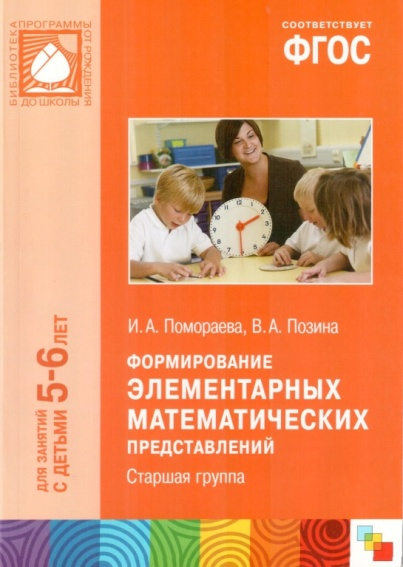 БИБЛИОТЕКА ПРОГРАММЫ
ОТ РОЖДЕНИЯ
ДО ШКОЛЫ
СООТВЕТСТВУЕТ
ФГОС
И. А. Помораева, В. А. Позина
ФОРМИРОВАНИЕ
ЭЛЕМЕНТАРНЫХ
МАТЕМАТИЧЕСКИХ
ПРЕДСТАВЛЕНИЙ
Старшая группа
ДЛЯ ЗАНЯТИЙ
С ДЕТЬМИ 5-6 ЛЕТ